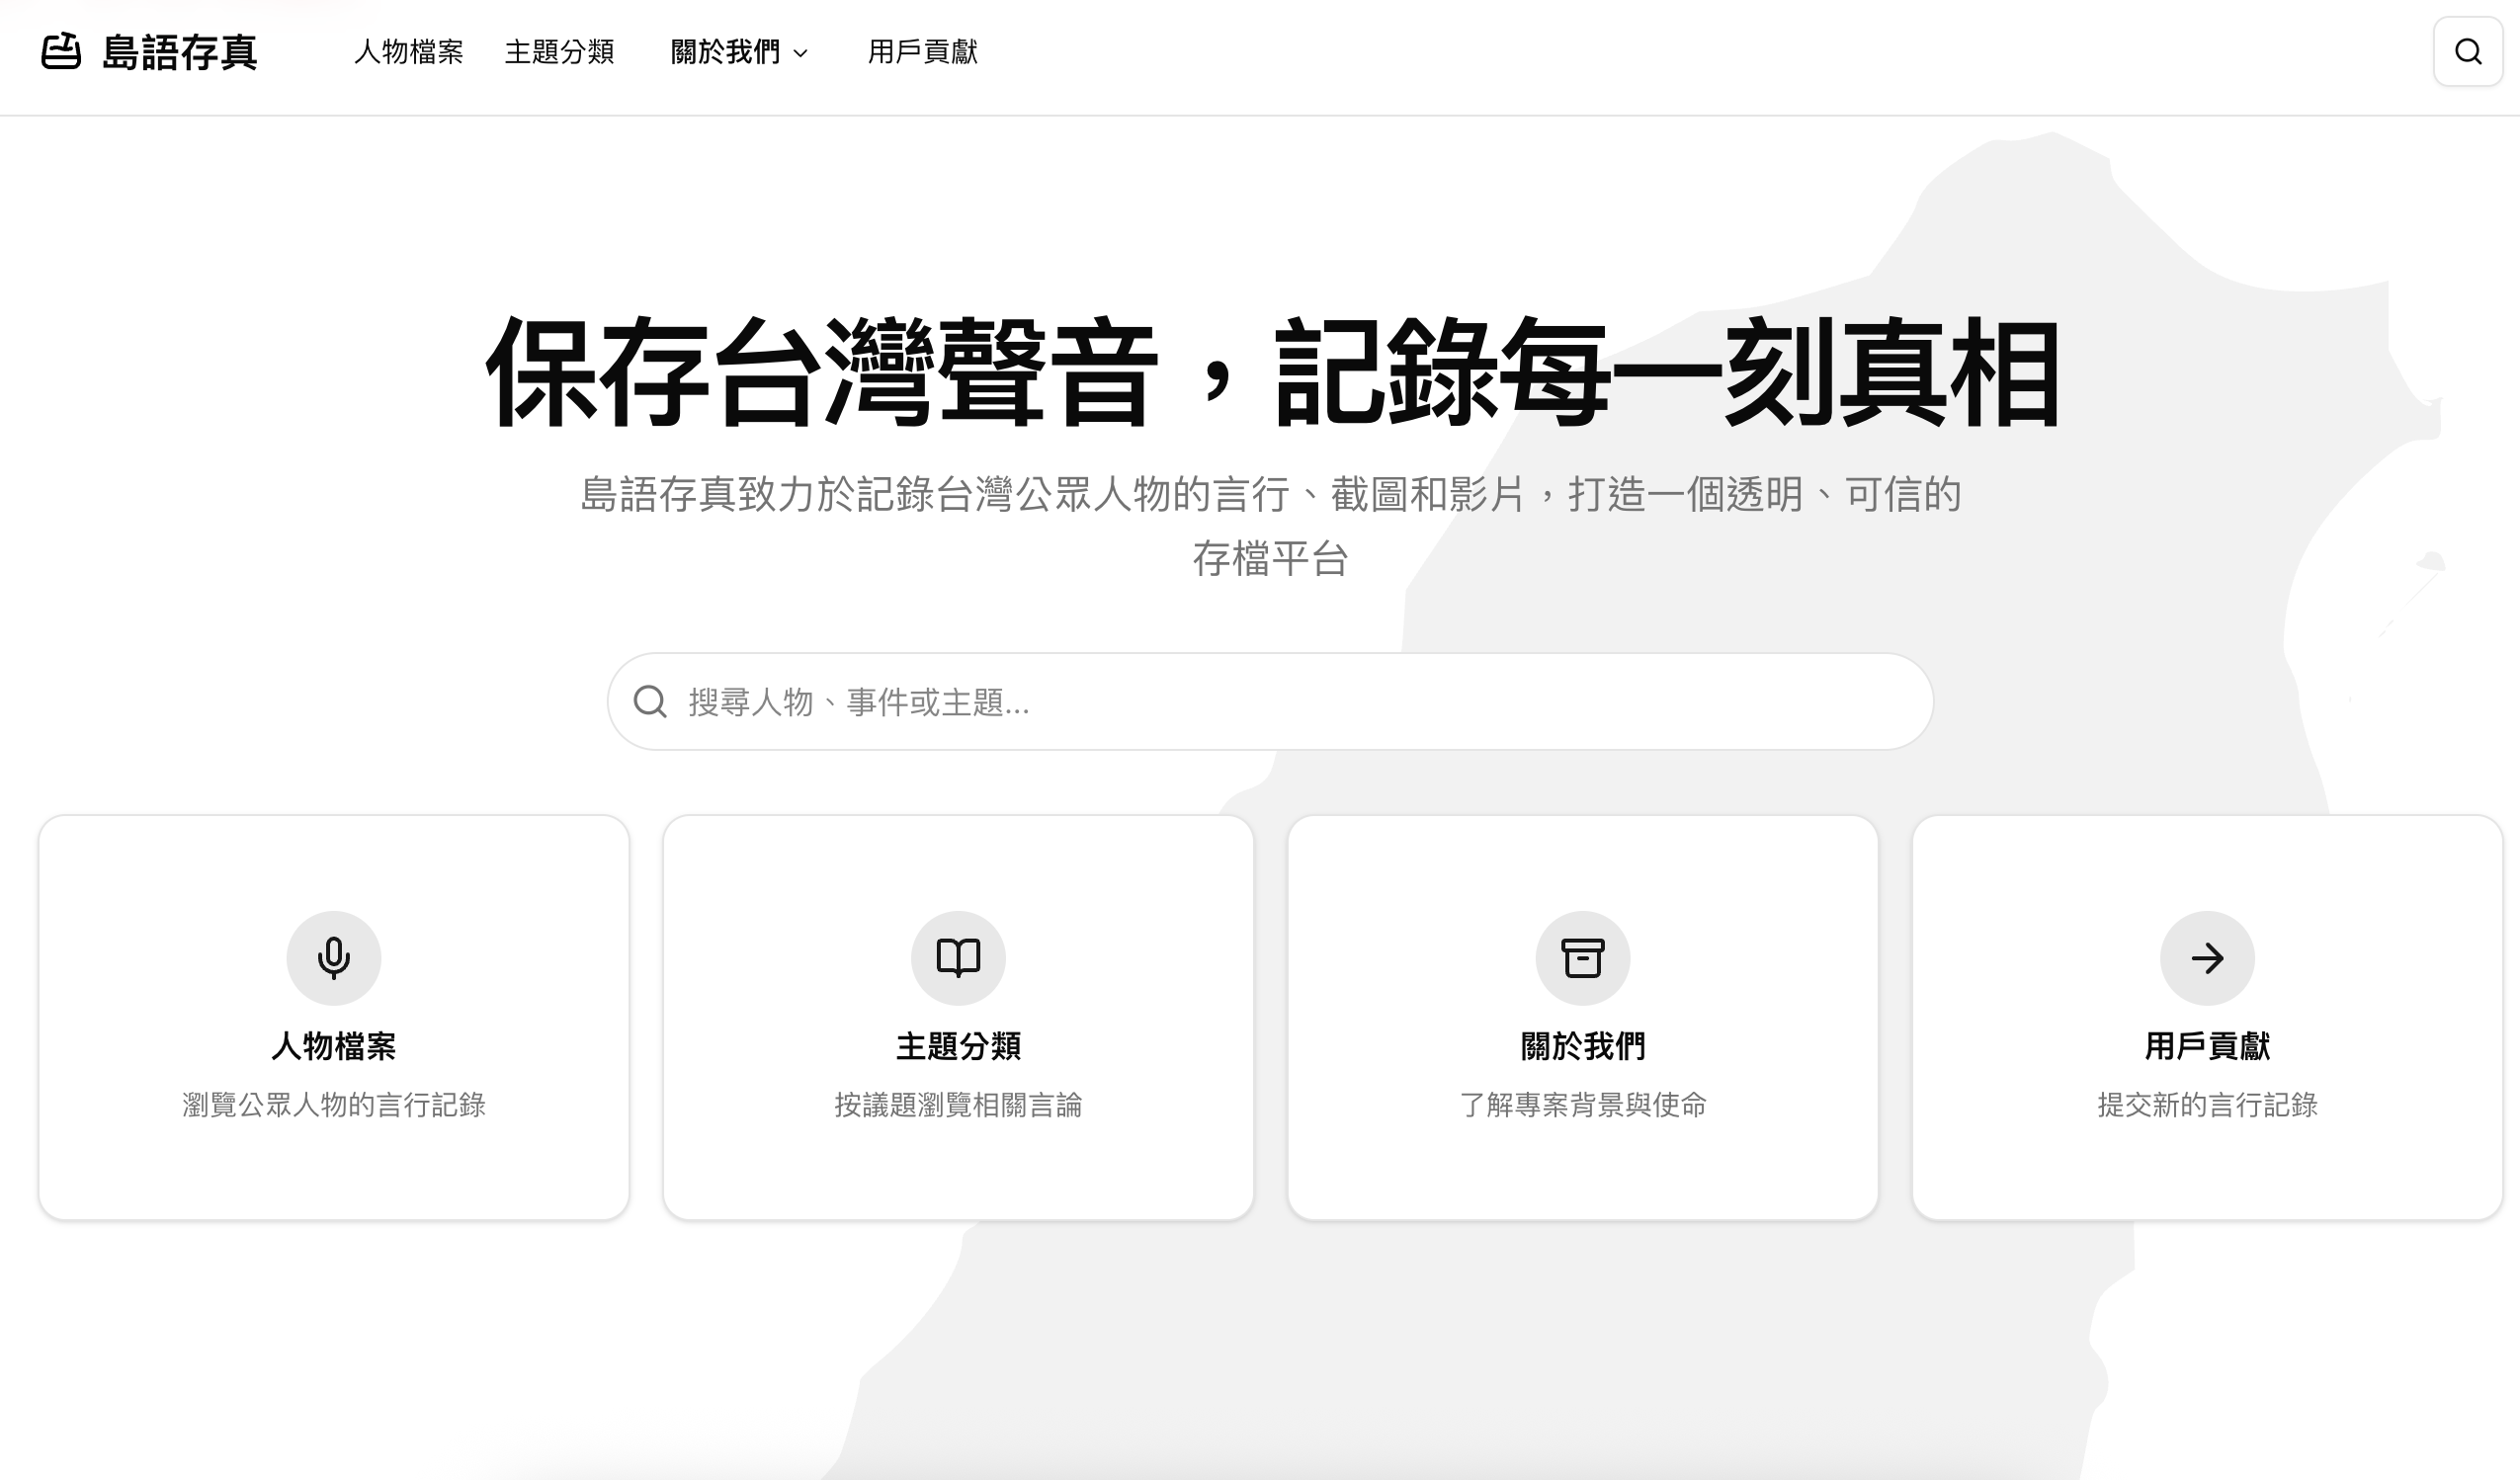 島語存真
人物檔案
主題分類
關於我們
用戶貢獻
保存台灣聲音，記錄每一刻真相
島語存真致力於記錄台灣公眾人物的言行、截圖和影片，打造一個透明、可信的
存檔平台
搜尋人物、事件或主題...
人物檔案
瀏覽公眾人物的言行記錄
主題分類
按議題瀏覽相關言論
關於我們
了解專案背景與使命
用戶貢獻
提交新的言行記錄